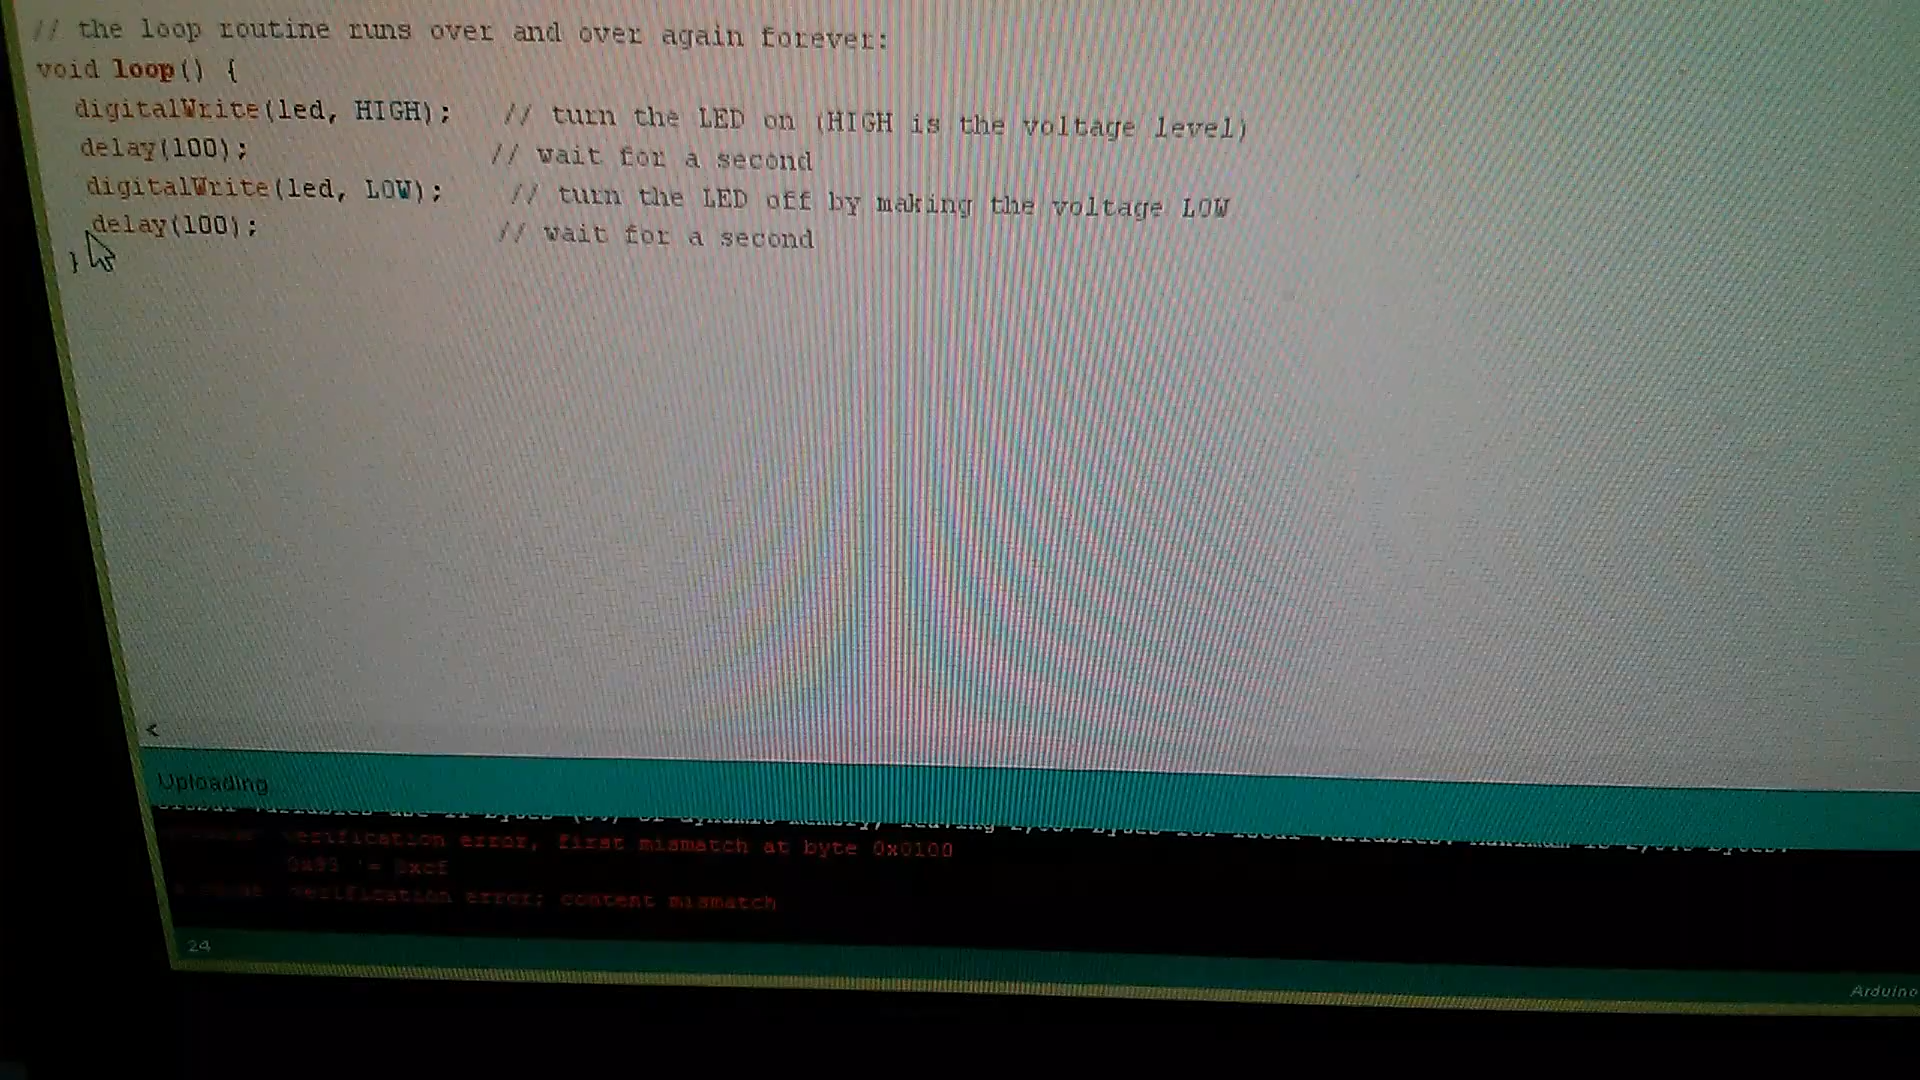 // the loop routine runs over and over again forever:
void loop() {
digitalWrite(led, HIGH); // turn the LED on (HIGH is the voltage level)
delay(100); // wait for a second
digitalWrite(led, LOW); // turn the LED off by making the voltage LOW
delay(100); // wait for a second
}
<
Uploading
verification error, first mismatch at byte 0x0100
!= 0xcf
verification error; content mismatch
24
Arduino